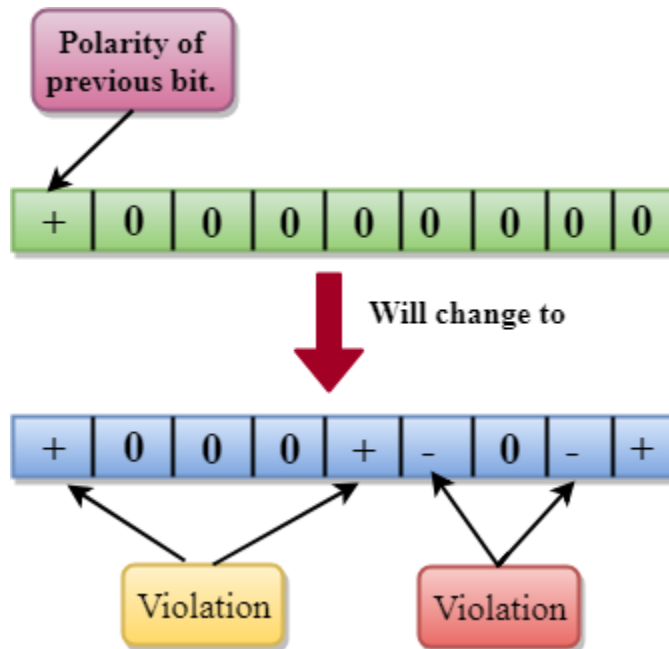 Polarity of
previous bit.
+ 0 0 0 0 0 0 0 0
Will change to
+ 0 0 0 + - 0 - +
Violation Violation